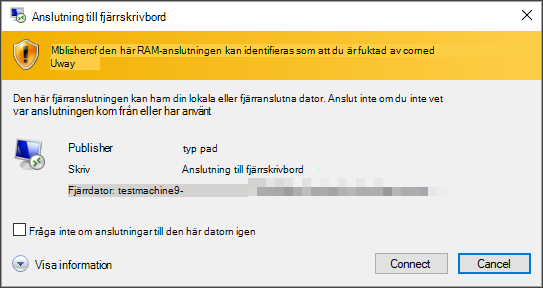 Anslutning till fjärrskrivbord
Mblisherof den här RAM-anslutningen kan identifieras som att du är fuktad av corned
Uway
Den här fjärranslutningen kan ham din lokala eller fjärranslutna dator. Anslut inte om du inte vet
var anslutningen kom från eller har använt
Publisher typ pad
Skriv Anslutning till fjärrskrivbord
Fjärrdator: testmachine9-
Fråga inte om anslutningar till den här datorn igen
Visa information
Connect Cancel